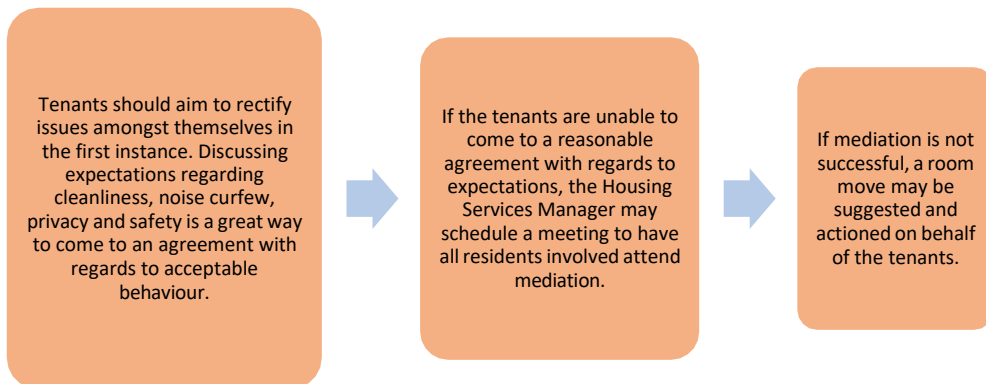 Tenants should aim to rectify
issues amongst themselves in
the first instance. Discussing
expectations regarding
cleanliness, noise curfew,
privacy and safety is a great way
to come to an agreement with
regards to acceptable
behaviour.
If the tenants are unable to
come to a reasonable
agreement with regards to
expectations, the Housing
Services Manager may
schedule a meeting to have
all residents involved attend
mediation.
If mediation is not
successful, a room
move may be
suggested and
actioned on behalf
of the tenants.